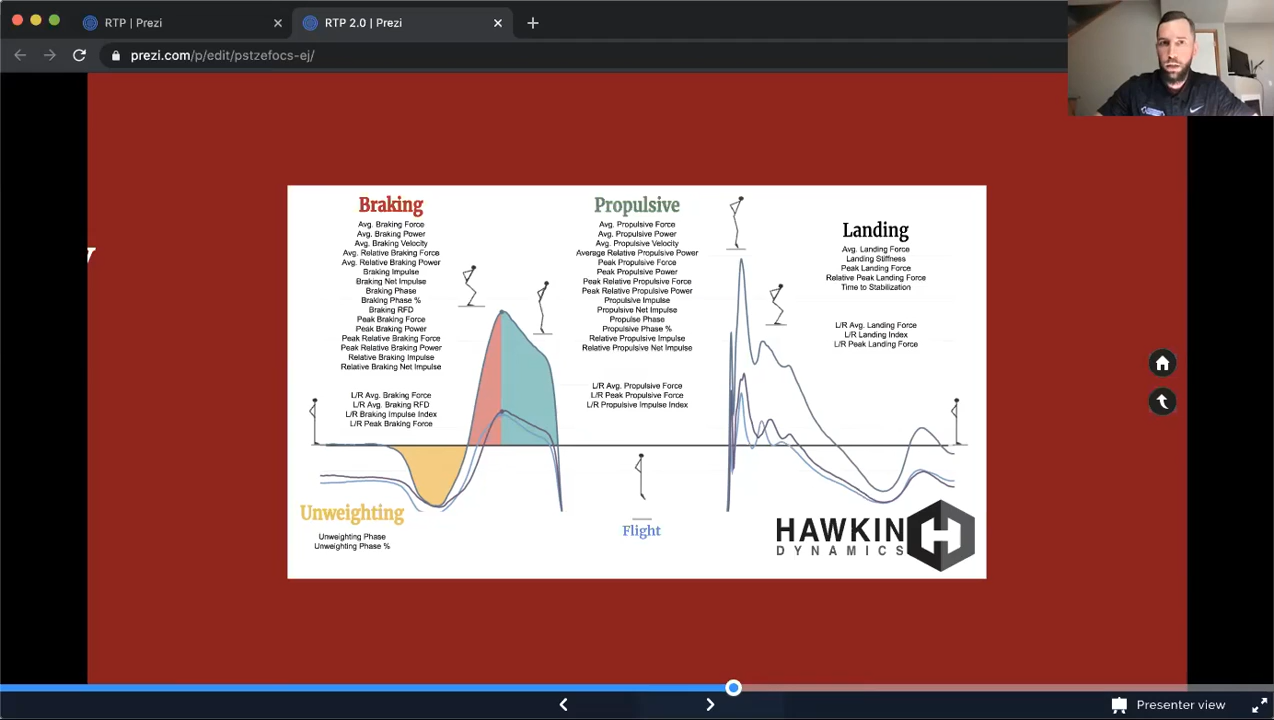 RTP | Prezi
RTP 2.0 | Prezi
prezi.com/p/edit/pstzefocs-ej/
Braking
Avg. Braking Force
Avg. Braking Power
Avg. Braking Velocity
Avg. Relative Braking Force
Avg. Relative Braking Power
Braking Impulse
Braking Net Impulse
Braking Phase
Braking Phase %
Braking RFD
Peak Braking Force
Peak Braking Power
Peak Relative Braking Force
Peak Relative Braking Power
Relative Braking Impulse
Relative Braking Net Impulse
L/R Avg. Braking Force
L/R Avg. Braking RFD
L/R Braking Impulse Index
L/R Peak Braking Force
Propulsive
Avg. Propulsive Force
Avg. Propulsive Power
Avg. Propulsive Velocity
Average Relative Propulsive Power
Peak Propulsive Force
Peak Propulsive Power
Peak Relative Propulsive Force
Peak Relative Propulsive Power
Propulsive Impulse
Propulsive Net Impulse
Propulse Phase
Propulsive Phase %
Relative Propulsive Impulse
Relative Propulsive Net Impulse
L/R Avg. Propulsive Force
L/R Peak Propulsive Force
L/R Propulsive Impulse Index
Landing
Avg. Landing Force
Landing Stiffness
Peak Landing Force
Relative Peak Landing Force
Time to Stabilization
L/R Avg. Landing Force
L/R Landing Index
L/R Peak Landing Force
Unweighting
Unweighting Phase
Unweighting Phase %
Flight
HAWKIN
DYNAMICS
Presenter view